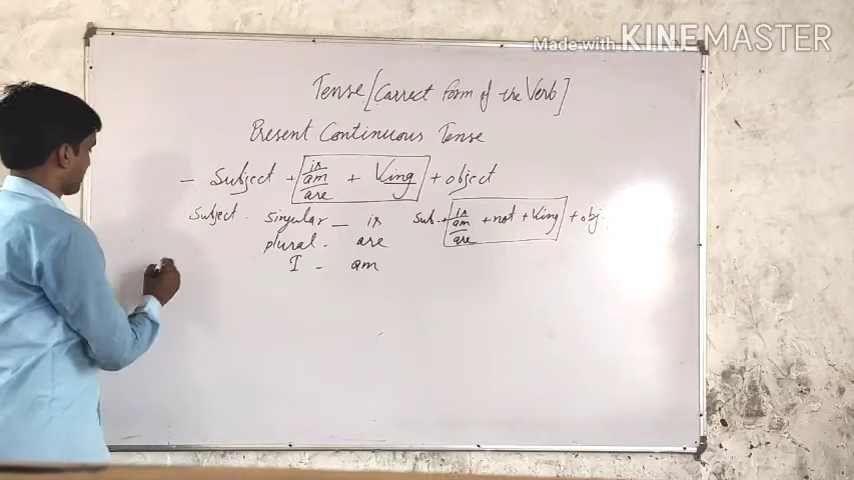 Made with KINEMASTER
Tense [Correct form of the Verb]
Present Continuous Tense
- Subject + is/am/are + Ving + object
Subject - singular - is
plural - are
I - am
Sub. + is/am/are + not + Ving + obj